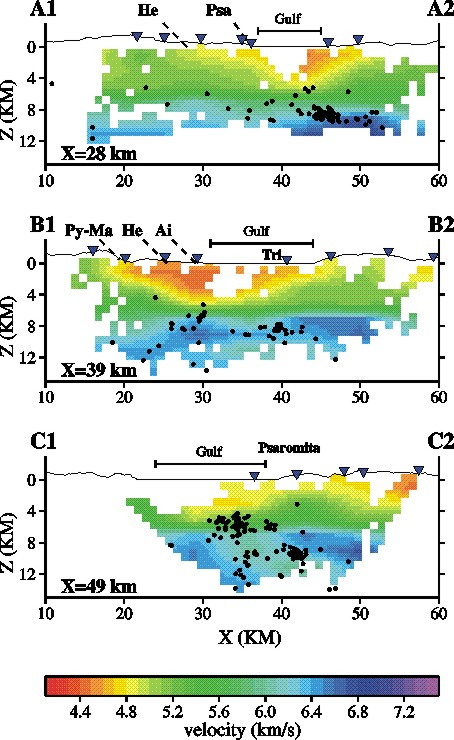 A1 He Psa Gulf A2
0
4
8
12
Z (KM)
X=28 km
10 20 30 40 50 60
B1 Py-Ma He Ai Gulf Tri B2
0
4
8
12
Z (KM)
X=39 km
10 20 30 40 50 60
C1 Gulf Psaromita C2
0
4
8
12
Z (KM)
X=49 km
10 20 30 40 50 60
X (KM)
4.4 4.8 5.2 5.6 6.0 6.4 6.8 7.2
velocity (km/s)